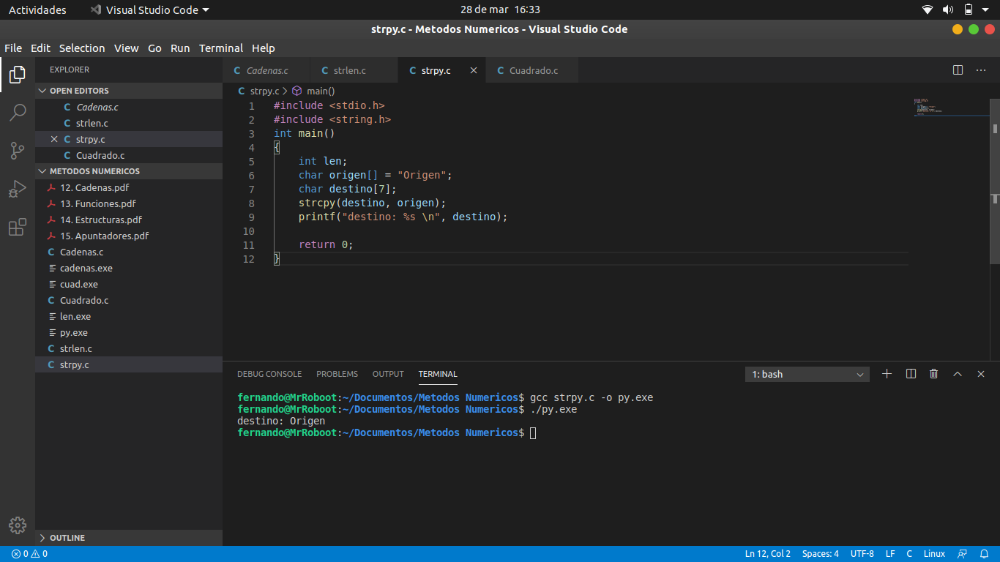 Actividades Visual Studio Code 28 de mar 16:33
strpy.c - Metodos Numericos - Visual Studio Code
File Edit Selection View Go Run Terminal Help
EXPLORER
OPEN EDITORS
C Cadenas.c
C strlen.c
C strpy.c
C Cuadrado.c
METODOS NUMERICOS
12. Cadenas.pdf
13. Funciones.pdf
14. Estructuras.pdf
15. Apuntadores.pdf
C Cadenas.c
cadenas.exe
cuad.exe
C Cuadrado.c
len.exe
py.exe
C strlen.c
C strpy.c
OUTLINE
C Cadenas.c C strlen.c C strpy.c C Cuadrado.c
C strpy.c > main()
1 #include <stdio.h>
2 #include <string.h>
3 int main()
4 {
5 int len;
6 char origen[] = "Origen";
7 char destino[7];
8 strcpy(destino, origen);
9 printf("destino: %s \n", destino);
10
11 return 0;
12 }
DEBUG CONSOLE PROBLEMS OUTPUT TERMINAL 1: bash
fernando@MrRoboot:~/Documentos/Metodos Numericos$ gcc strpy.c -o py.exe
fernando@MrRoboot:~/Documentos/Metodos Numericos$ ./py.exe
destino: Origen
fernando@MrRoboot:~/Documentos/Metodos Numericos$
0 0 Ln 12, Col 2 Spaces: 4 UTF-8 LF C Linux